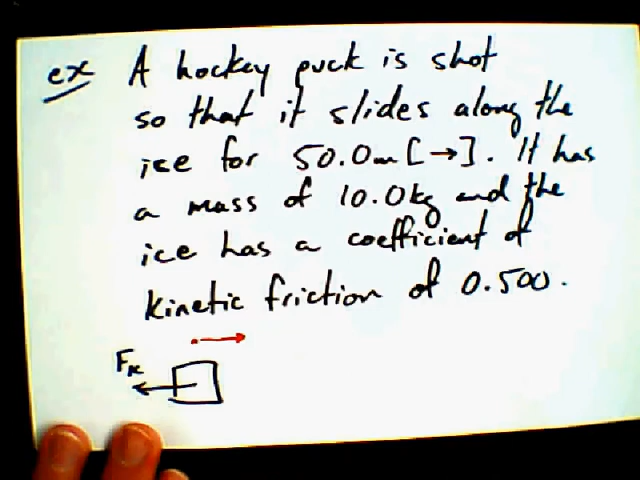 ex A hockey puck is shot
so that it slides along the
ice for 50.0m [→]. It has
a mass of 10.0kg and the
ice has a coefficient of
kinetic friction of 0.500.
FK